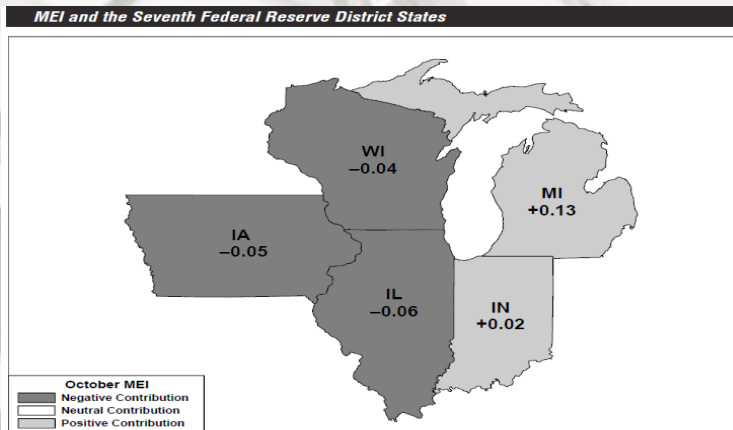 MEI and the Seventh Federal Reserve District States
WI
−0.04
MI
+0.13
IA
−0.05
IL
−0.06
IN
+0.02
October MEI
Negative Contribution
Neutral Contribution
Positive Contribution